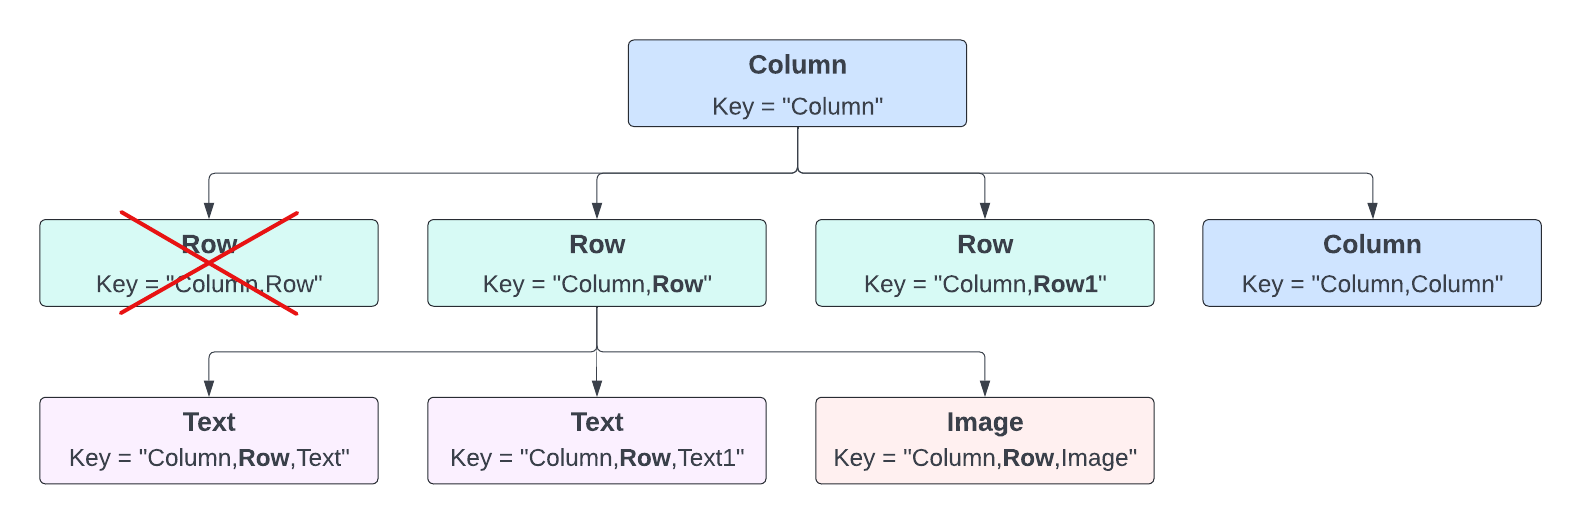 Column
Key = "Column"
Row
Key = "Column,Row"
Row
Key = "Column,Row"
Row
Key = "Column,Row1"
Column
Key = "Column,Column"
Text
Key = "Column,Row,Text"
Text
Key = "Column,Row,Text1"
Image
Key = "Column,Row,Image"